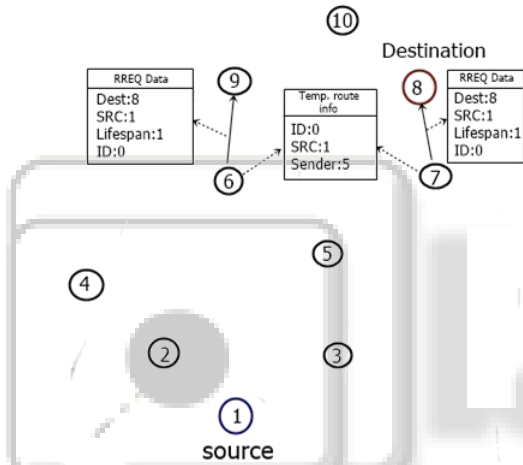 10
Destination
RREQ Data
Dest:8
SRC:1
Lifespan:1
ID:0
9
Temp. route
info
ID:0
SRC:1
Sender:5
8
RREQ Data
Dest:8
SRC:1
Lifespan:1
ID:0
6
7
5
4
2
3
1
source